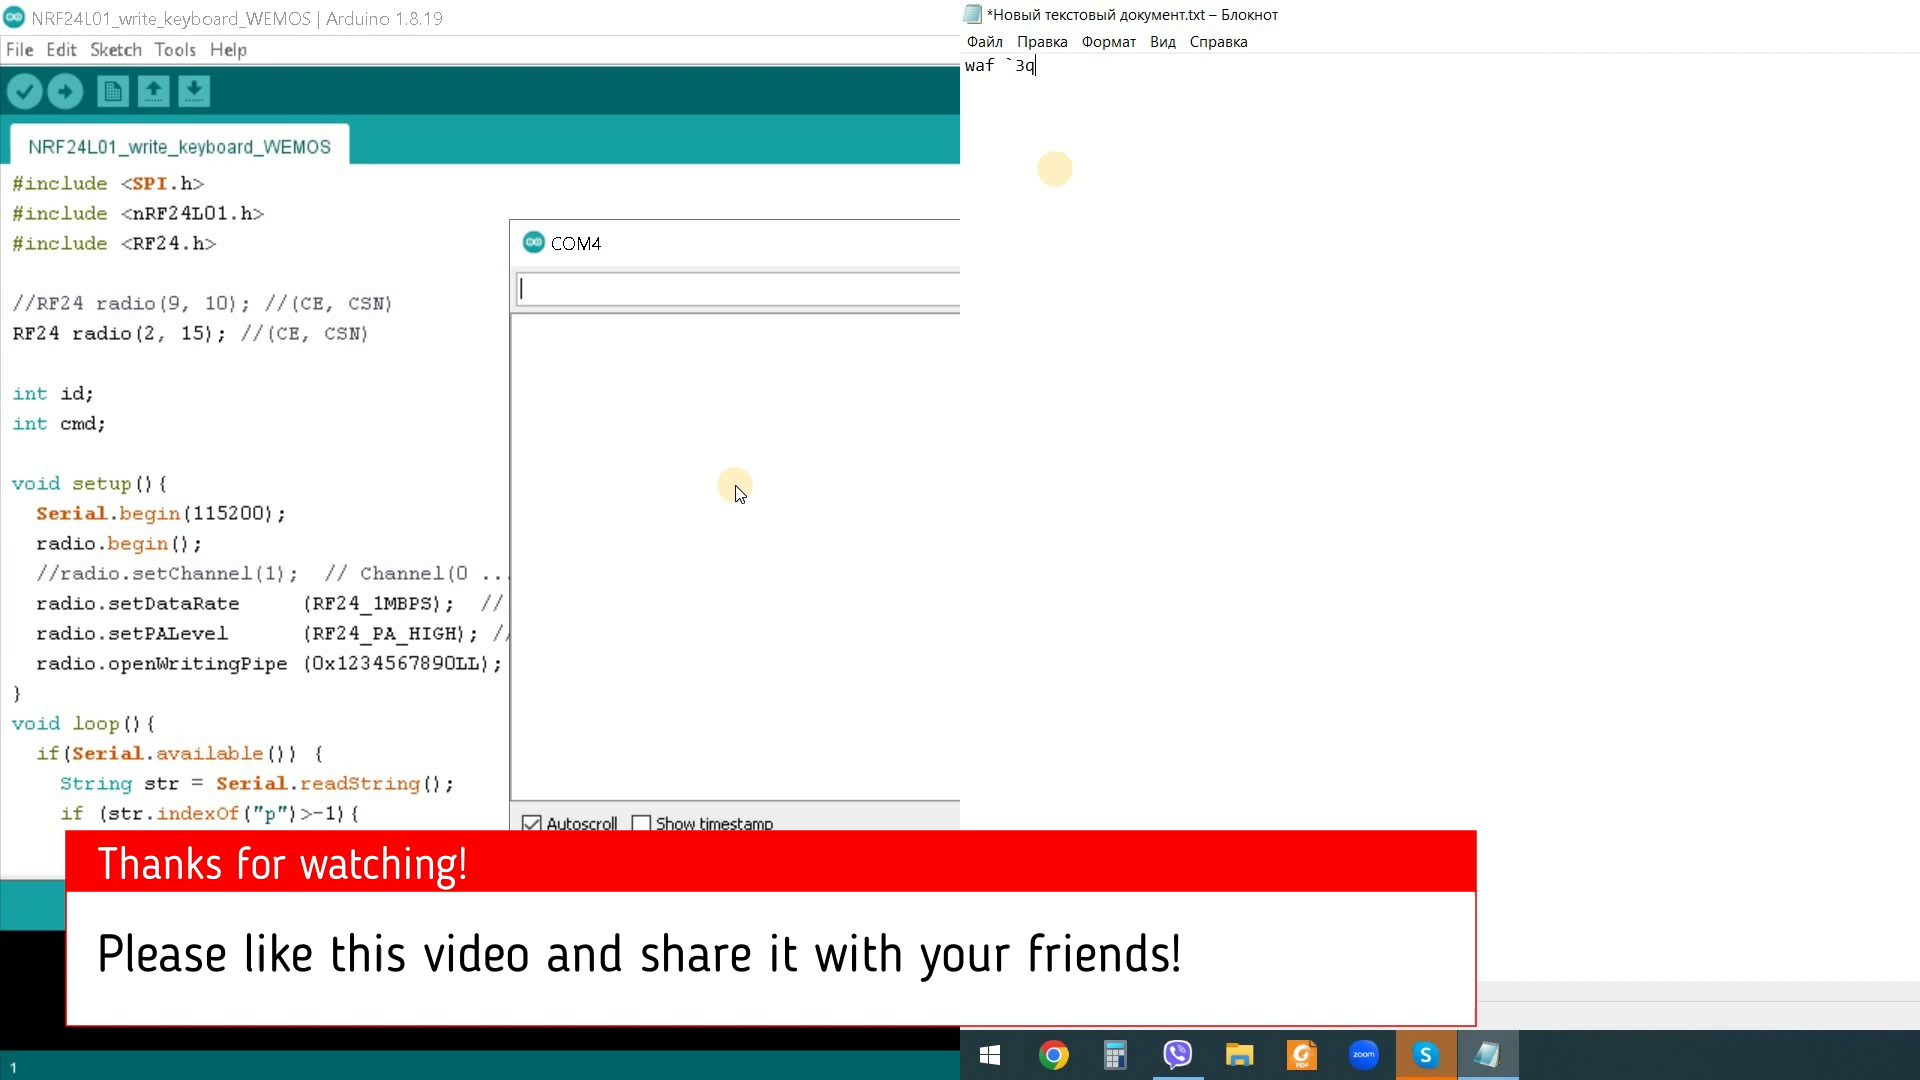 NRF24L01_write_keyboard_WEMOS | Arduino 1.8.19
File Edit Sketch Tools Help
NRF24L01_write_keyboard_WEMOS
#include <SPI.h>
#include <nRF24L01.h>
#include <RF24.h>
//RF24 radio(9, 10); //(CE, CSN)
RF24 radio(2, 15); //(CE, CSN)
int id;
int cmd;
void setup(){
Serial.begin(115200);
radio.begin();
//radio.setChannel(1); // Channel(0 ...
radio.setDataRate (RF24_1MBPS); //
radio.setPALevel (RF24_PA_HIGH); //
radio.openWritingPipe (0x1234567890LL);
}
void loop(){
if(Serial.available()) {
String str = Serial.readString();
if (str.indexOf("p")>-1){
COM4
Autoscroll Show timestamp
*Новый текстовый документ.txt – Блокнот
Файл Правка Формат Вид Справка
waf `3q
Thanks for watching!
Please like this video and share it with your friends!
PDF
zoom
S
1